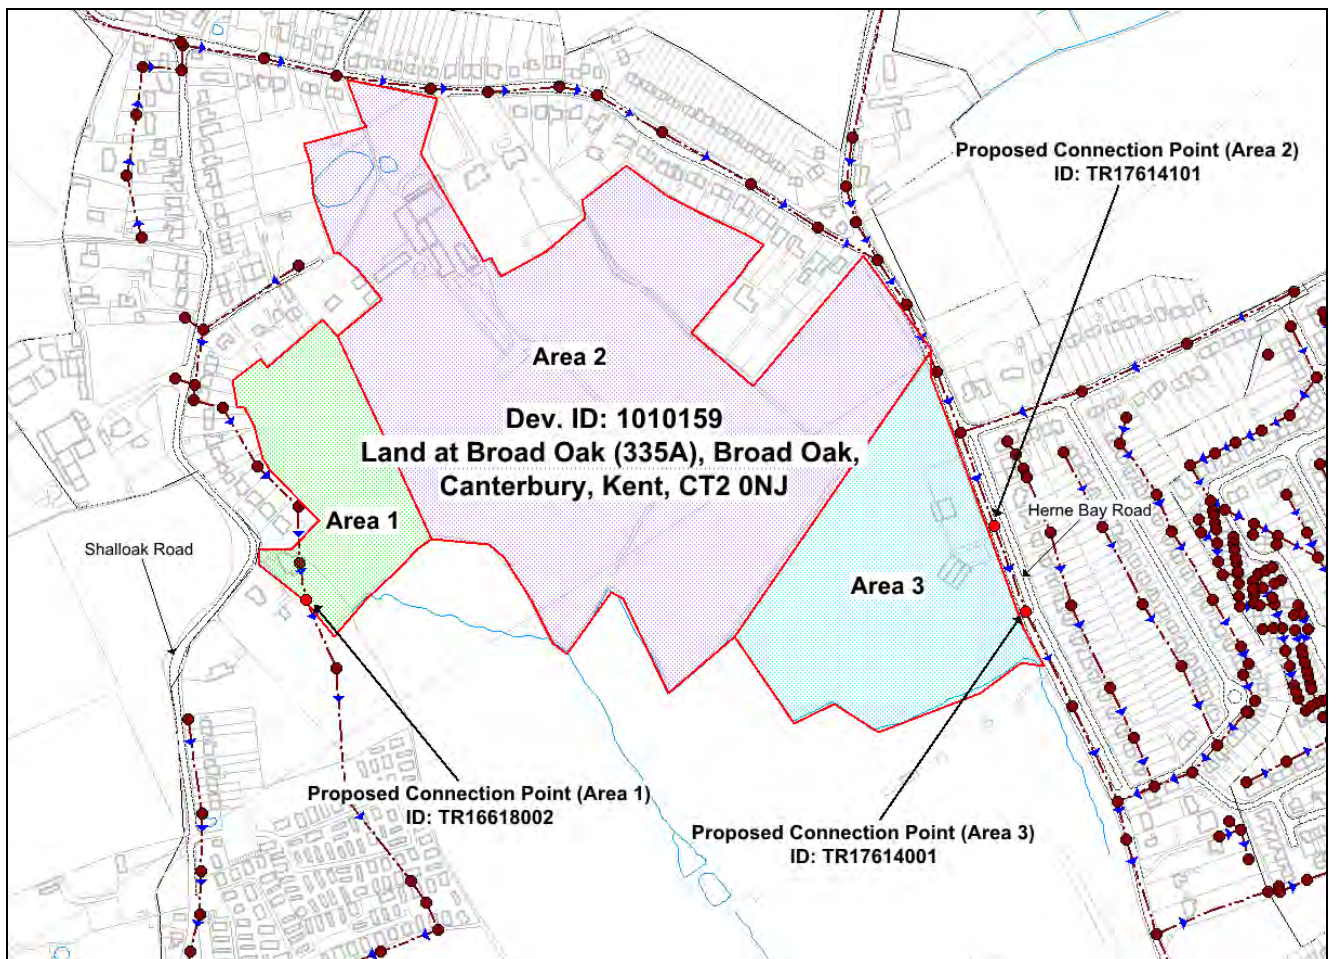 Proposed Connection Point (Area 2)
ID: TR17614101
Area 2
Dev. ID: 1010159
Land at Broad Oak (335A), Broad Oak,
Canterbury, Kent, CT2 0NJ
Area 1
Herne Bay Road
Shalloak Road
Area 3
Proposed Connection Point (Area 1)
ID: TR16618002
Proposed Connection Point (Area 3)
ID: TR17614001